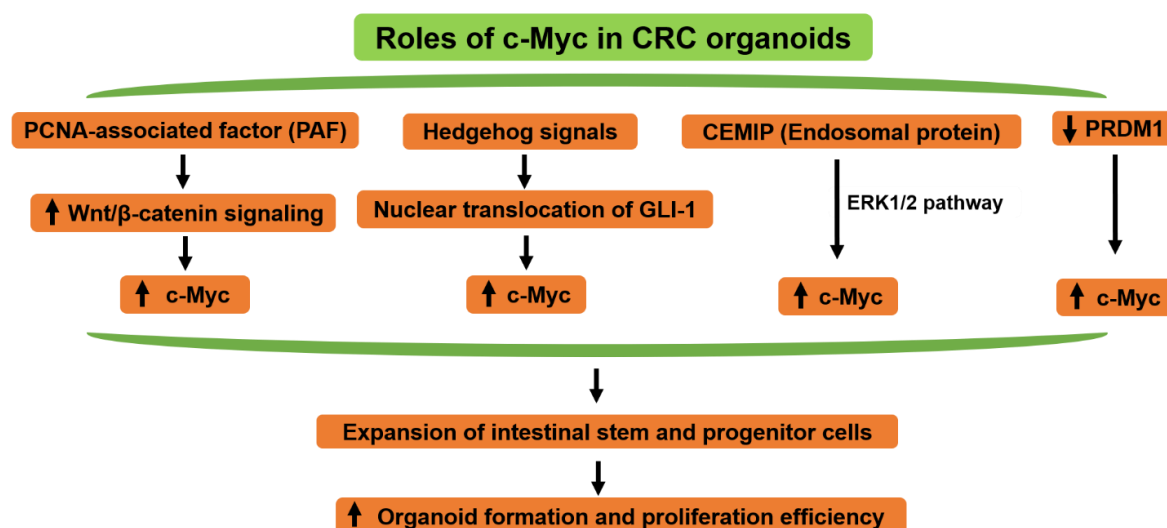 Roles of c-Myc in CRC organoids
PCNA-associated factor (PAF)
Hedgehog signals
CEMIP (Endosomal protein)
PRDM1
Wnt/β-catenin signaling
Nuclear translocation of GLI-1
ERK1/2 pathway
c-Myc
c-Myc
c-Myc
c-Myc
Expansion of intestinal stem and progenitor cells
Organoid formation and proliferation efficiency